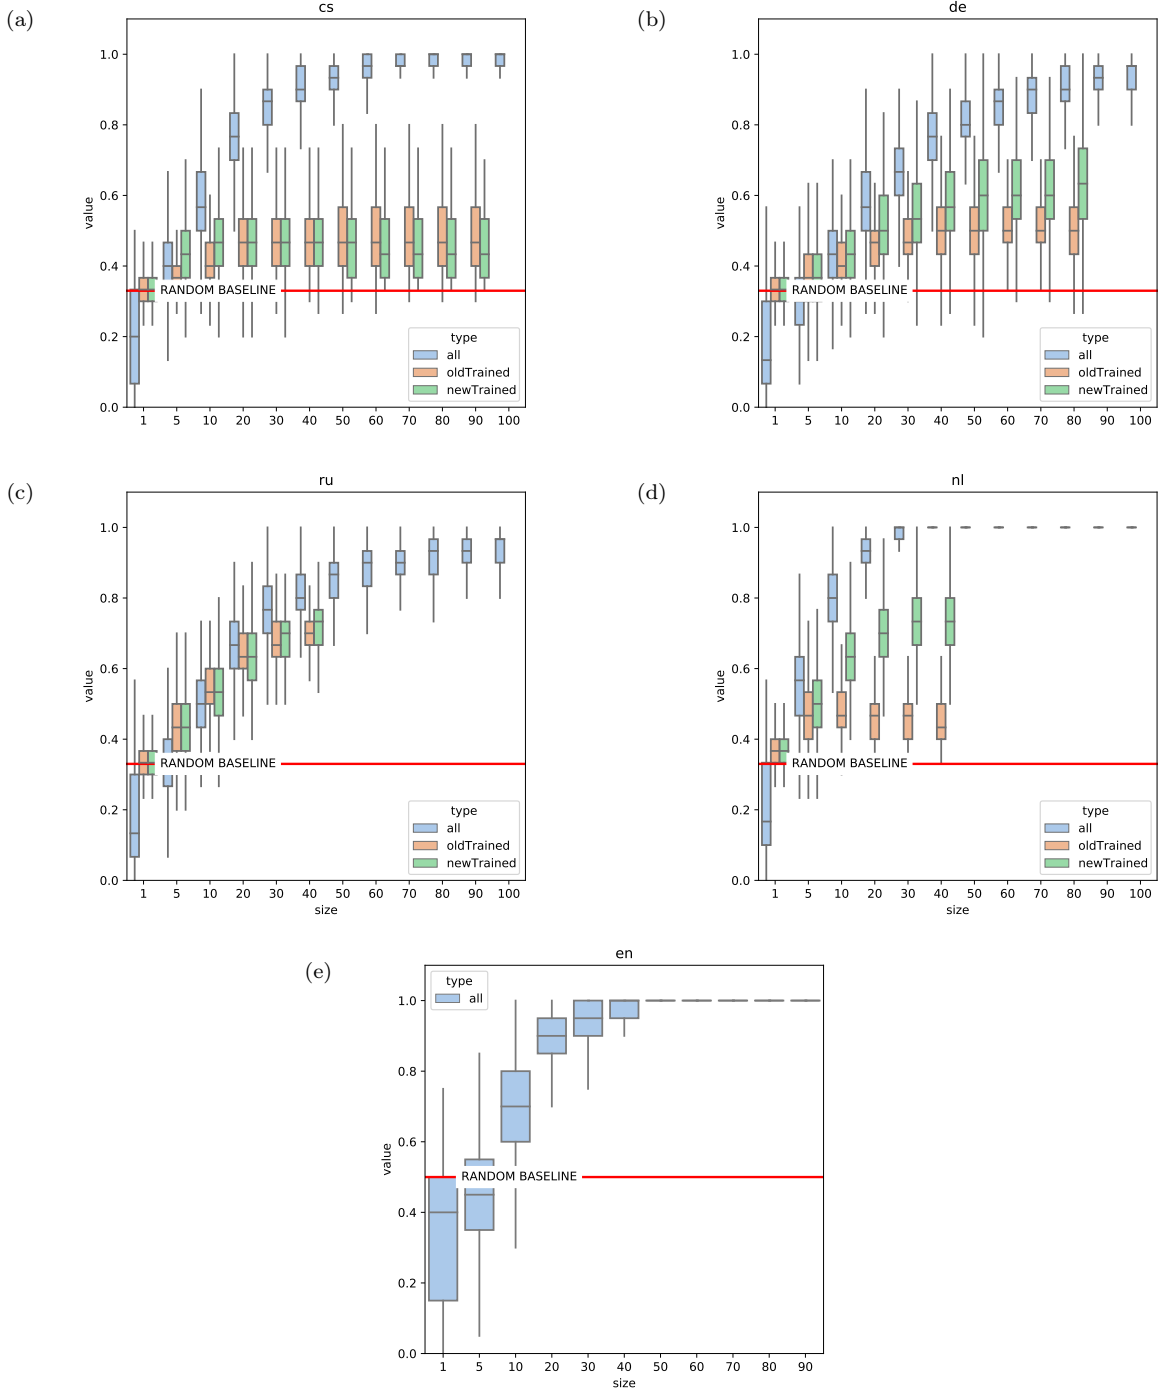 (a)
cs
1.0
0.8
0.6
0.4
0.2
0.0
value
RANDOM BASELINE
type
all
oldTrained
newTrained
1 5 10 20 30 40 50 60 70 80 90 100
(b)
de
1.0
0.8
0.6
0.4
0.2
0.0
value
RANDOM BASELINE
type
all
oldTrained
newTrained
1 5 10 20 30 40 50 60 70 80 90 100
(c)
ru
1.0
0.8
0.6
0.4
0.2
0.0
value
RANDOM BASELINE
type
all
oldTrained
newTrained
1 5 10 20 30 40 50 60 70 80 90 100
size
(d)
nl
1.0
0.8
0.6
0.4
0.2
0.0
value
RANDOM BASELINE
type
all
oldTrained
newTrained
1 5 10 20 30 40 50 60 70 80 90 100
size
(e)
en
type
all
1.0
0.8
0.6
0.4
0.2
0.0
value
RANDOM BASELINE
1 5 10 20 30 40 50 60 70 80 90
size